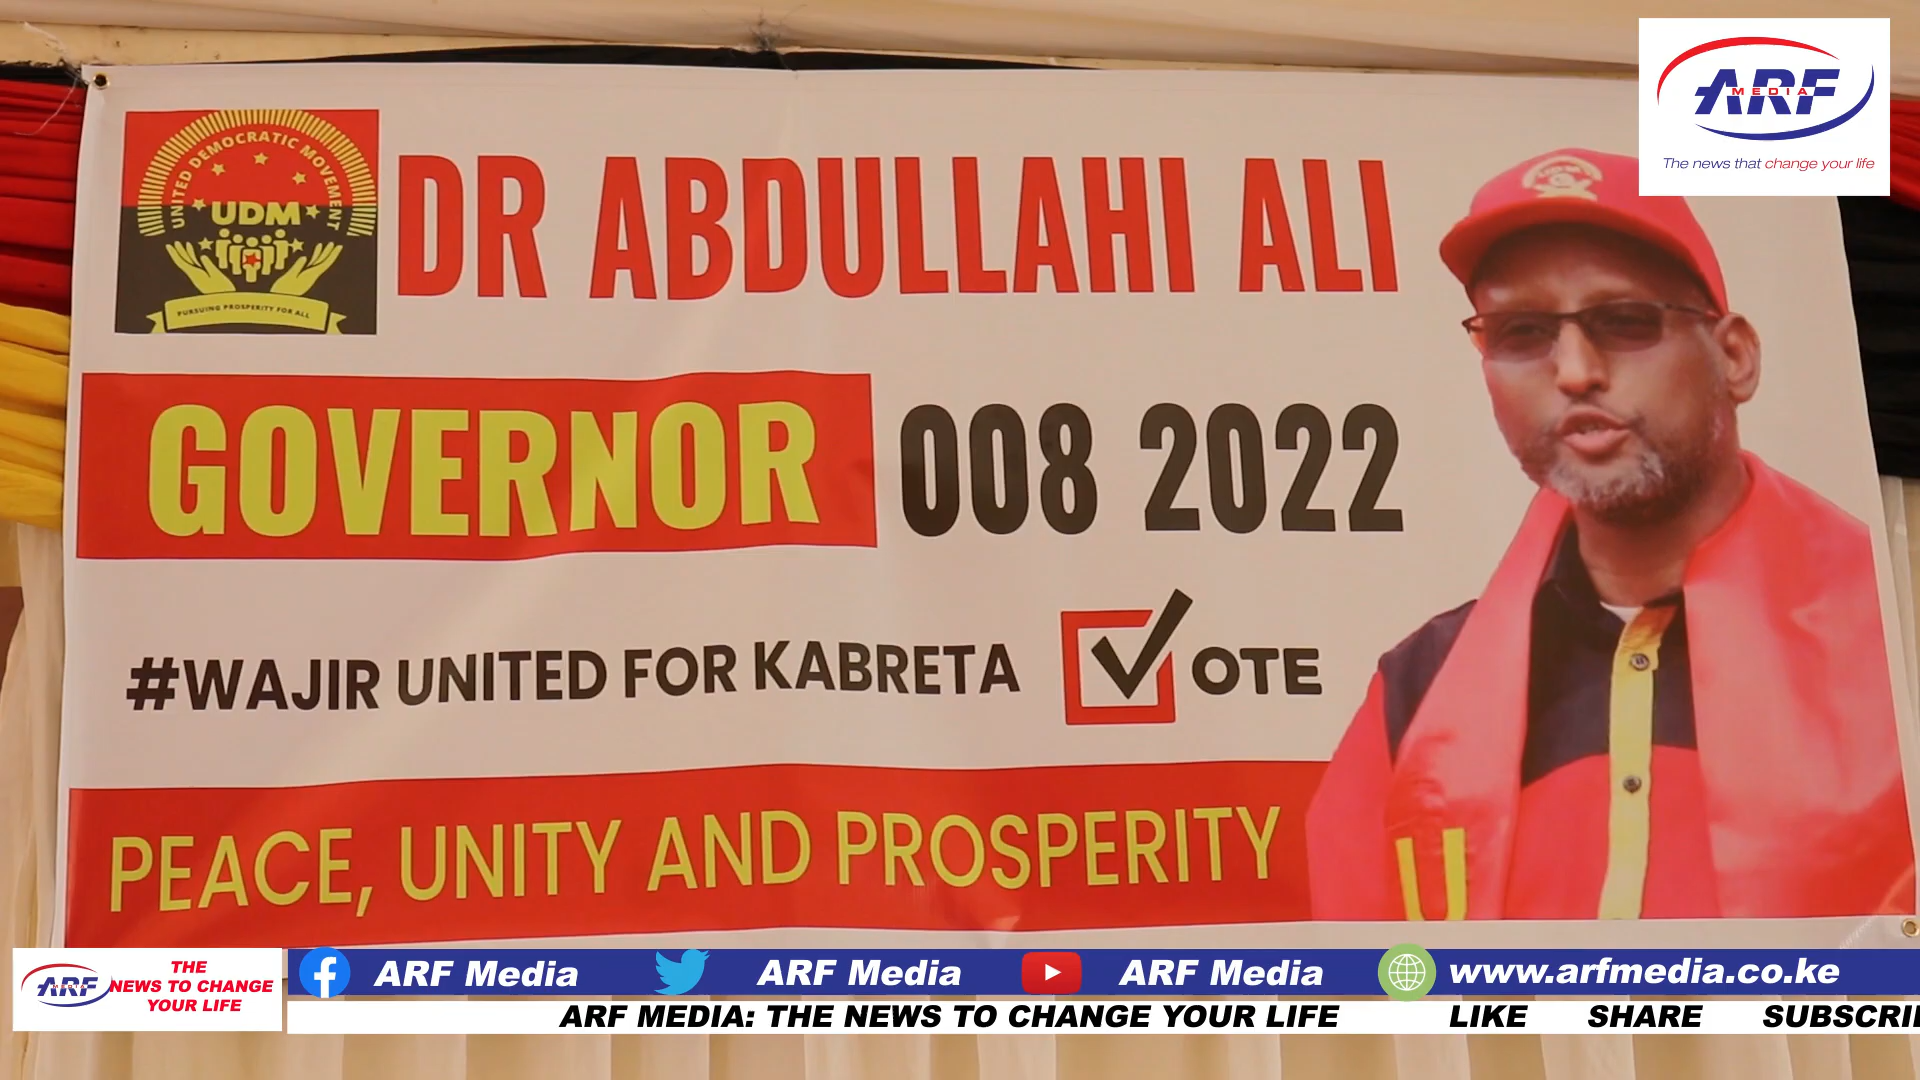 ARF
MEDIA
The news that change your life
UNITED DEMOCRATIC MOVEMENT
UDM
PURSUING PROSPERITY FOR ALL
DR ABDULLAHI ALI
GOVERNOR 008 2022
#WAJIR UNITED FOR KABRETA VOTE
PEACE, UNITY AND PROSPERITY
U
ARF
MEDIA
THE
NEWS TO CHANGE
YOUR LIFE
ARF Media ARF Media ARF Media www.arfmedia.co.ke
ARF MEDIA: THE NEWS TO CHANGE YOUR LIFE LIKE SHARE SUBSCRI